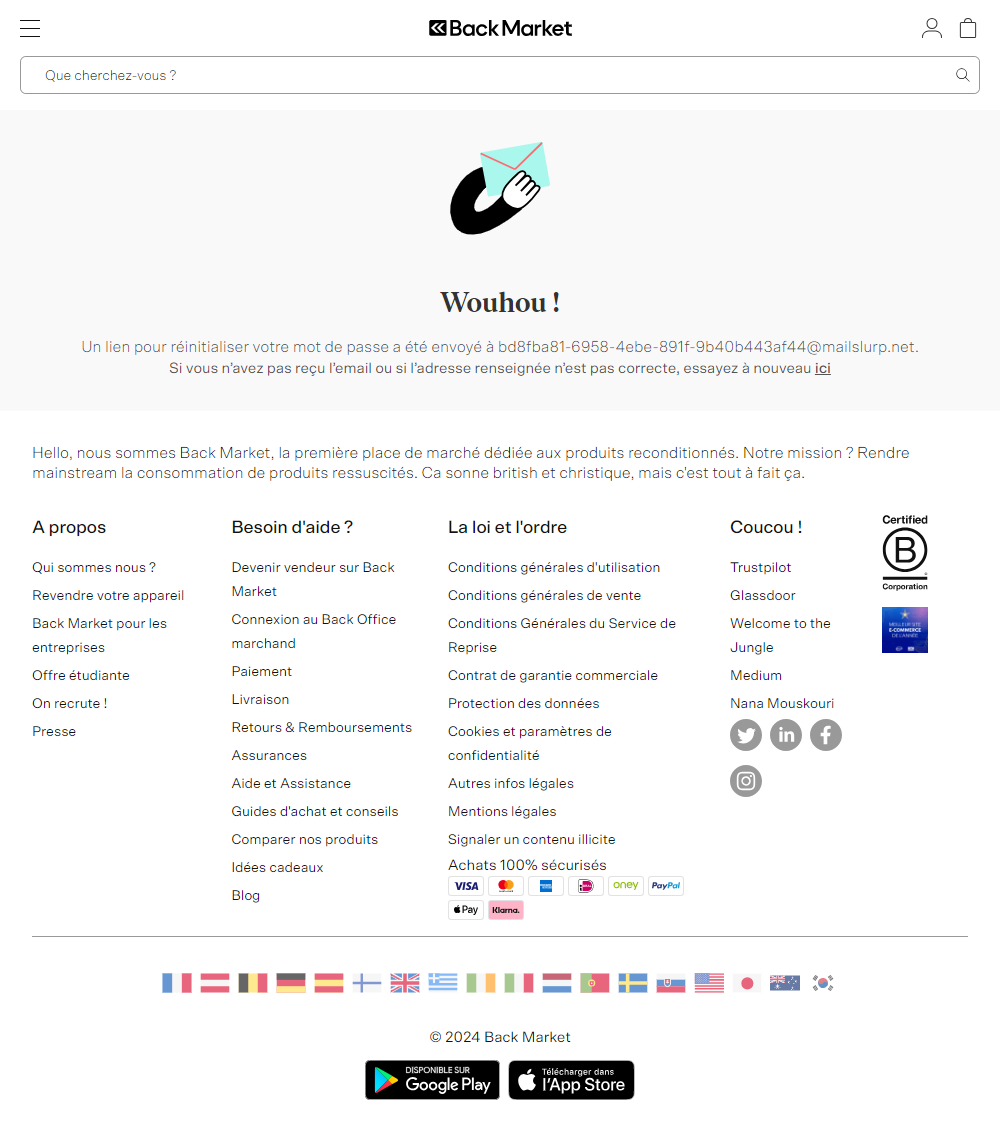 Back Market
Que cherchez-vous ?
Wouhou !
Un lien pour réinitialiser votre mot de passe a été envoyé à bd8fba81-6958-4ebe-891f-9b40b443af44@mailslurp.net.
Si vous n'avez pas reçu l'email ou si l'adresse renseignée n'est pas correcte, essayez à nouveau ici
Hello, nous sommes Back Market, la première place de marché dédiée aux produits reconditionnés. Notre mission ? Rendre
mainstream la consommation de produits ressuscités. Ca sonne british et christique, mais c'est tout à fait ça.
A propos
Qui sommes nous ?
Revendre votre appareil
Back Market pour les
entreprises
Offre étudiante
On recrute !
Presse
Besoin d'aide ?
Devenir vendeur sur Back
Market
Connexion au Back Office
marchand
Paiement
Livraison
Retours & Remboursements
Assurances
Aide et Assistance
Guides d'achat et conseils
Comparer nos produits
Idées cadeaux
Blog
La loi et l'ordre
Conditions générales d'utilisation
Conditions générales de vente
Conditions Générales du Service de
Reprise
Contrat de garantie commerciale
Protection des données
Cookies et paramètres de
confidentialité
Autres infos légales
Mentions légales
Signaler un contenu illicite
Achats 100% sécurisés
VISA
oney
PayPal
Pay
Klarna.
Coucou !
Trustpilot
Glassdoor
Welcome to the
Jungle
Medium
Nana Mouskouri
Certified
B
Corporation
MEILLEUR SITE
E-COMMERCE
DE L'ANNÉE
© 2024 Back Market
DISPONIBLE SUR
Google Play
Télécharger dans
l'App Store